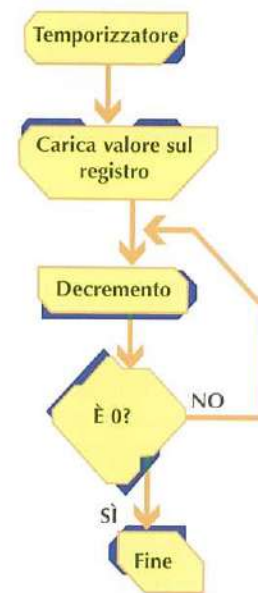 Temporizzatore
Carica valore sul
registro
Decremento
È 0?
NO
SÌ
Fine